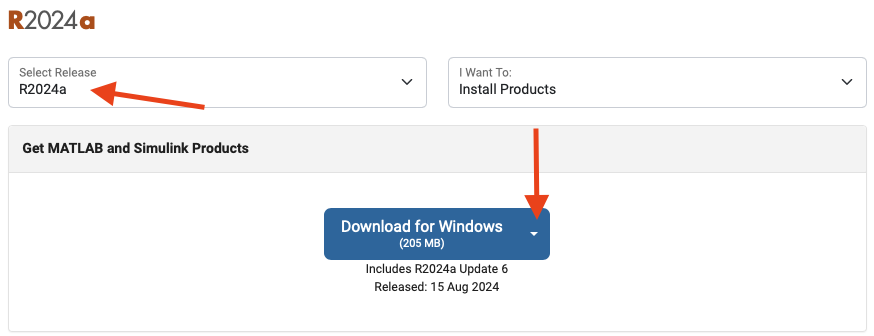 R2024a
Select Release
R2024a
I Want To:
Install Products
Get MATLAB and Simulink Products
Download for Windows
(205 MB)
Includes R2024a Update 6
Released: 15 Aug 2024